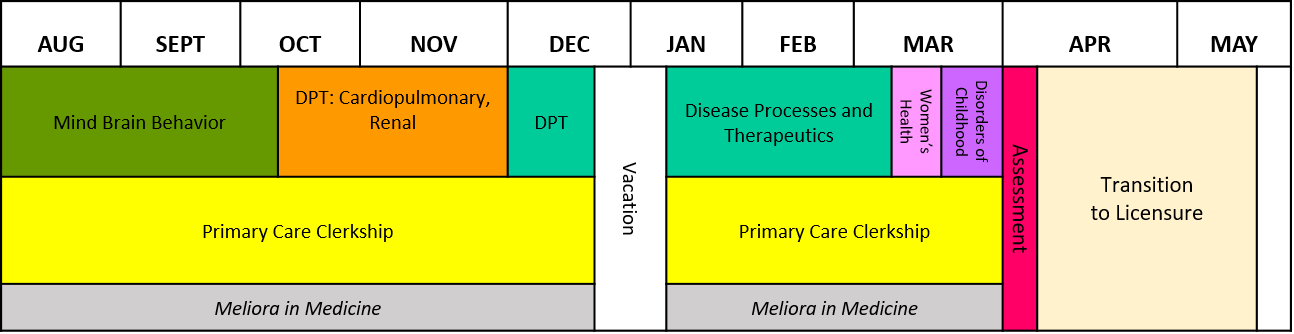 AUG SEPT OCT NOV DEC JAN FEB MAR APR MAY
Mind Brain Behavior
DPT: Cardiopulmonary,
Renal
DPT
Vacation
Disease Processes and
Therapeutics
Women's
Health
Disorders of
Childhood
Assessment
Transition
to Licensure
Primary Care Clerkship
Primary Care Clerkship
Meliora in Medicine
Meliora in Medicine